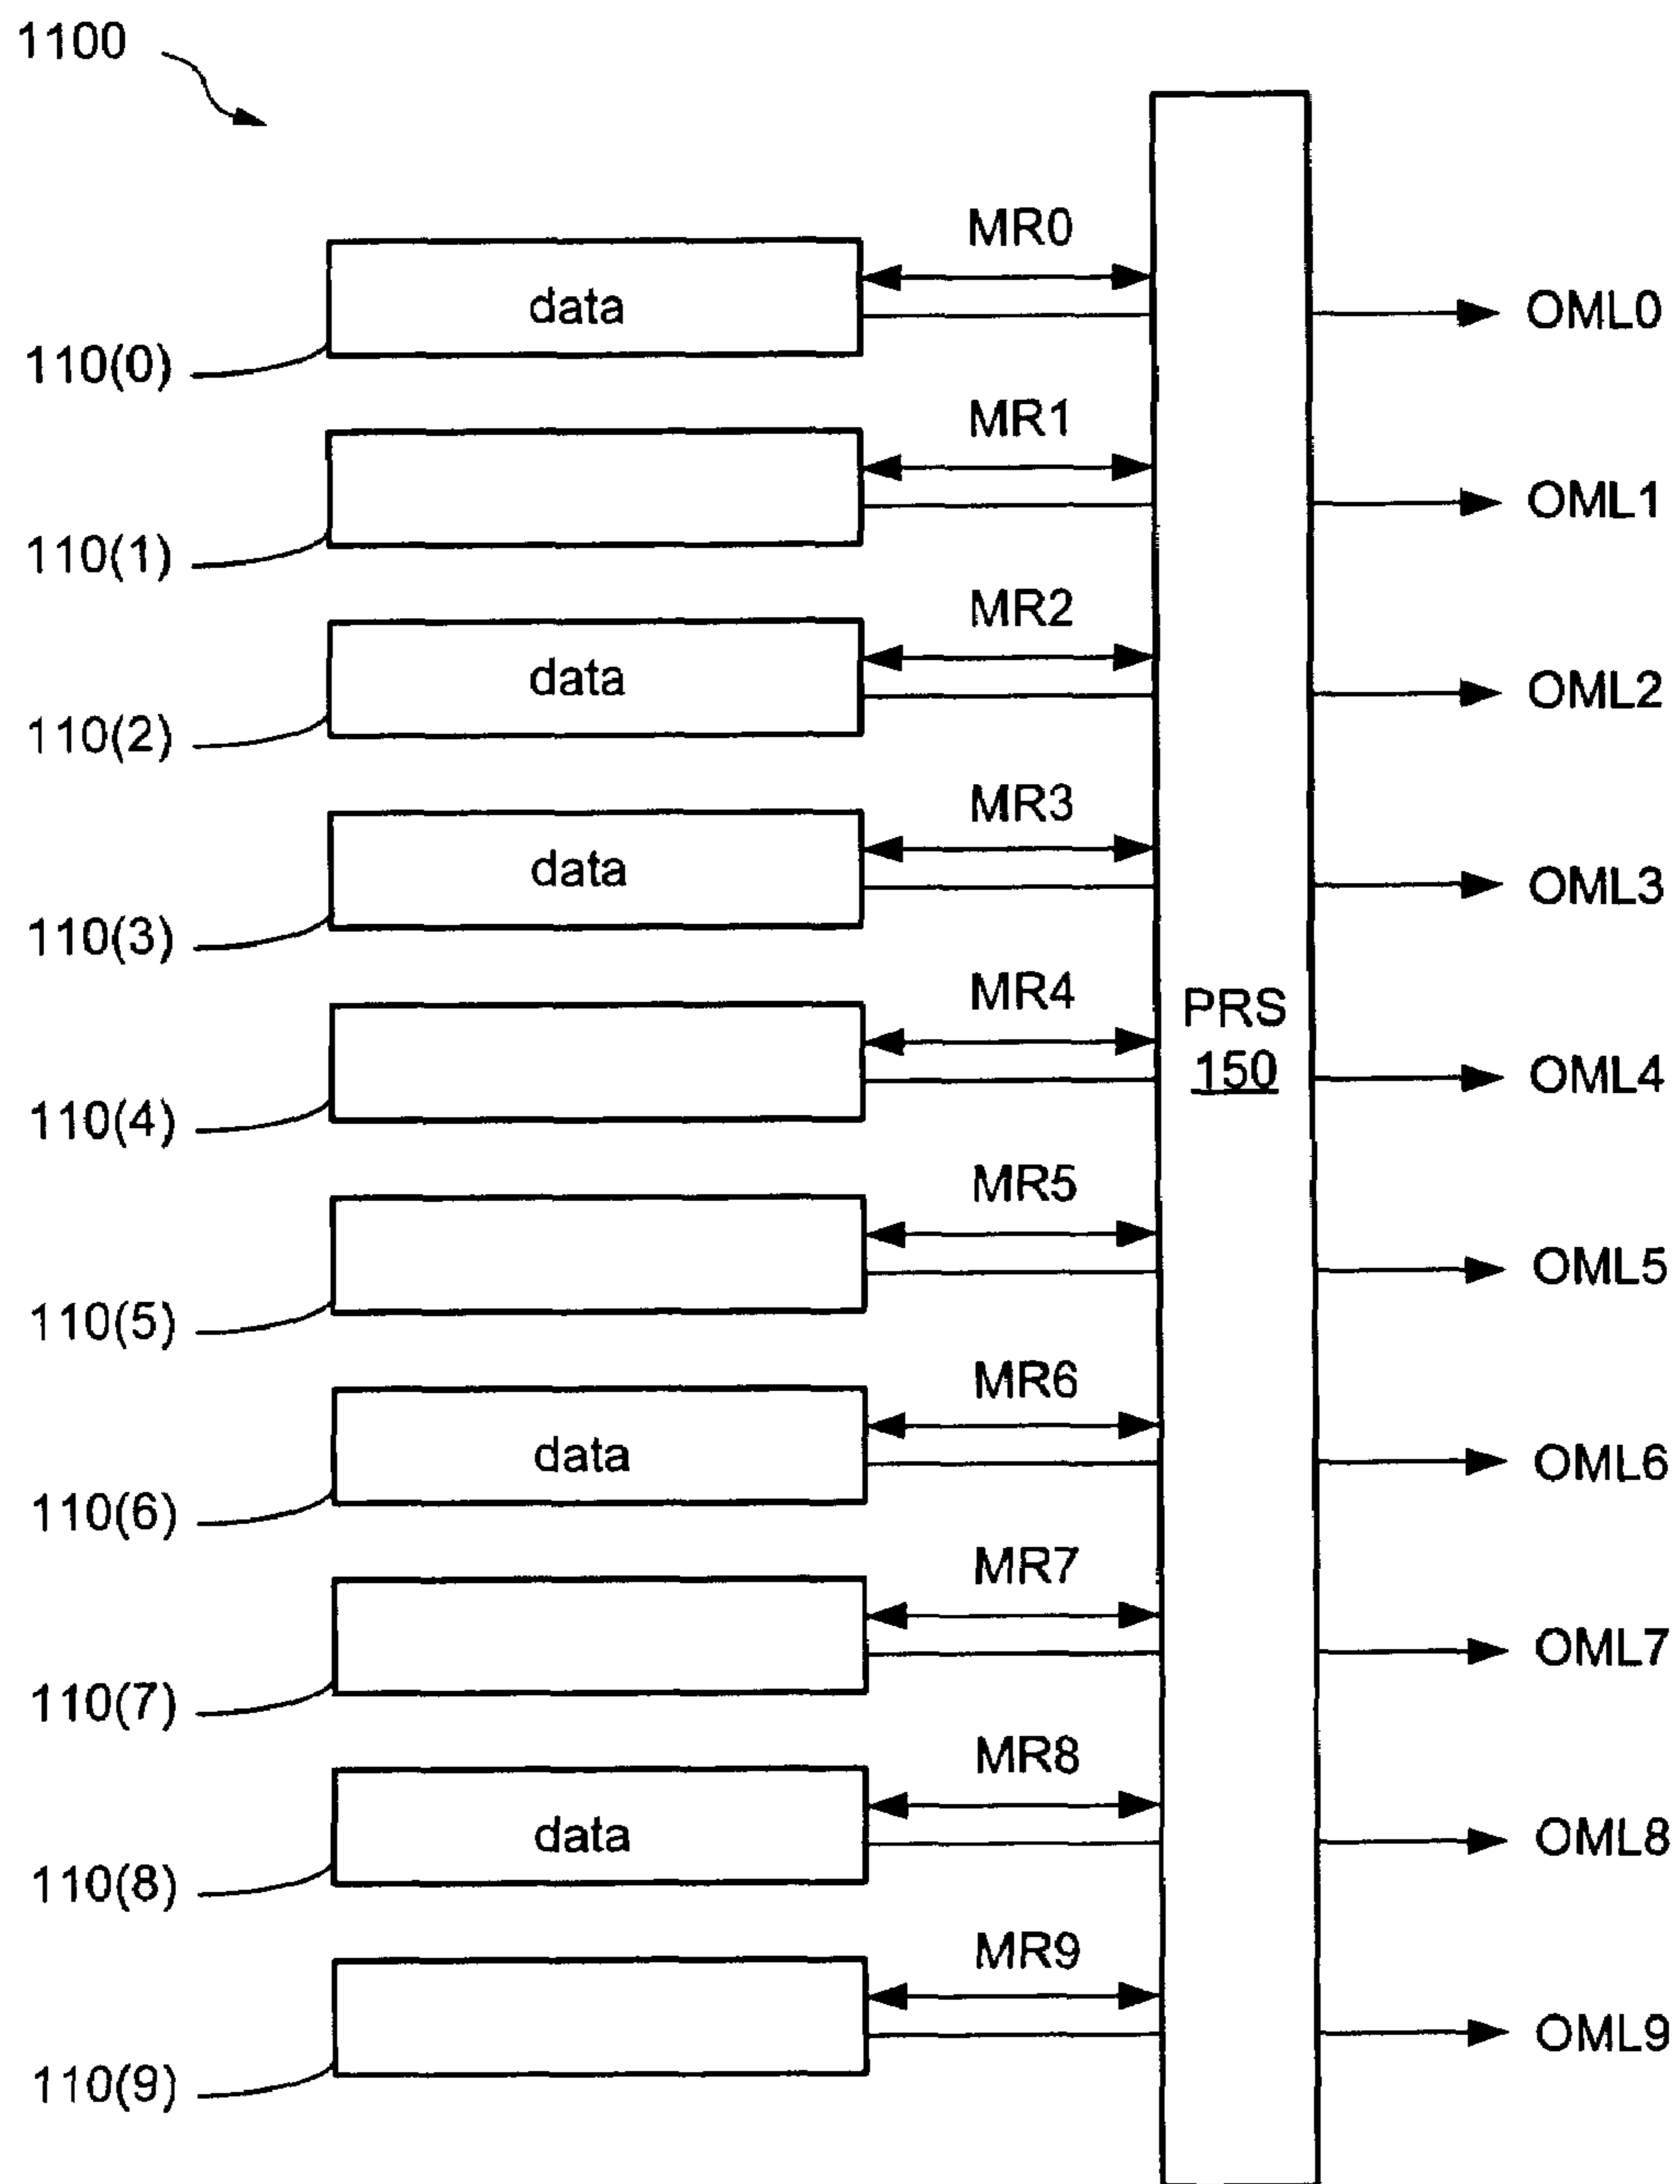 1100
MR0
data
OML0
110(0)
MR1
OML1
110(1)
MR2
data
OML2
110(2)
MR3
data
OML3
110(3)
MR4
PRS
150
OML4
110(4)
MR5
OML5
110(5)
MR6
data
OML6
110(6)
MR7
OML7
110(7)
MR8
data
OML8
110(8)
MR9
OML9
110(9)